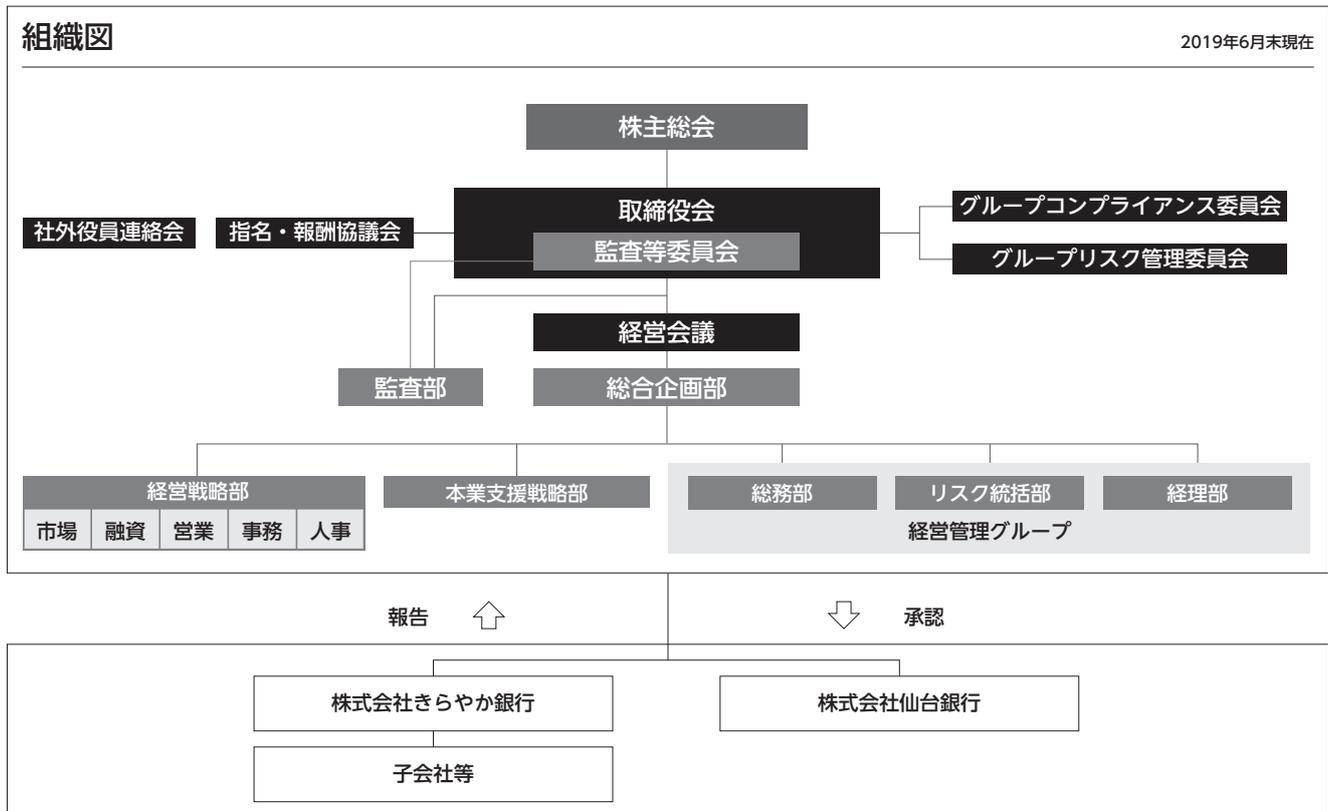 組織図
2019年6月末現在
株主総会
取締役会
監査等委員会
社外役員連絡会
指名・報酬協議会
グループコンプライアンス委員会
グループリスク管理委員会
経営会議
監査部
総合企画部
経営戦略部
市場 融資 営業 事務 人事
本業支援戦略部
総務部
リスク統括部
経理部
経営管理グループ
報告
承認
株式会社きらやか銀行
株式会社仙台銀行
子会社等